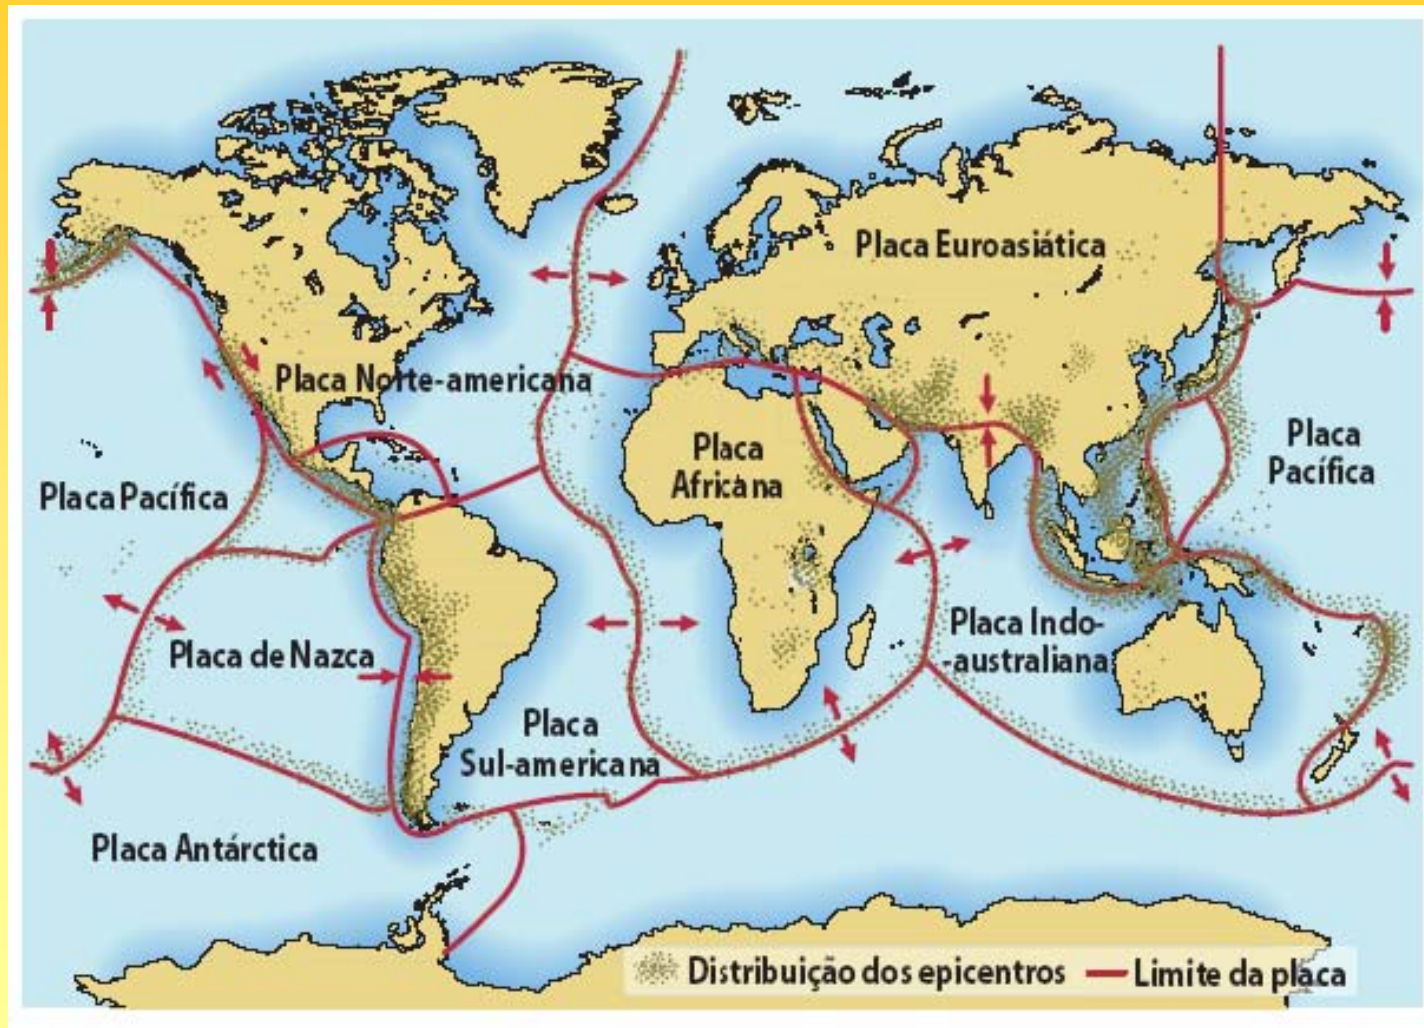 Placa Euroasiática
Placa Norte-americana
Placa
Africana
Placa
Pacífica
Placa Pacífica
Placa de Nazca
Placa Indo-
-australiana
Placa
Sul-americana
Placa Antárctica
Distribuição dos epicentros
Limite da placa